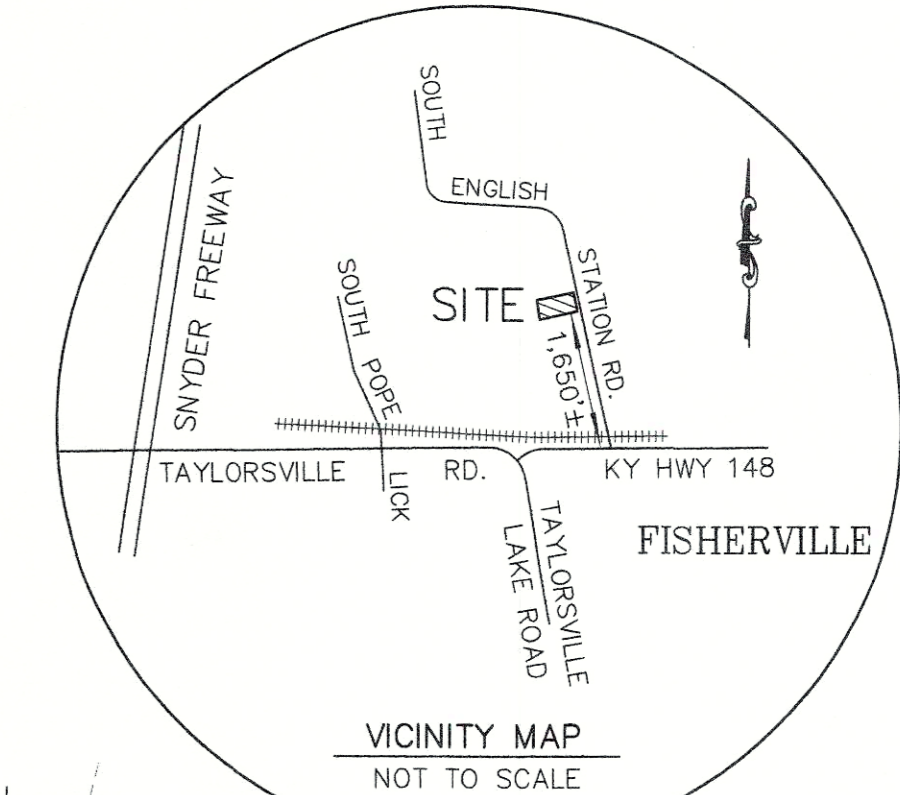 SOUTH
ENGLISH
STATION RD.
SNYDER FREEWAY
SOUTH POPE
LICK
SITE
1,650'±
TAYLORSVILLE RD.
KY HWY 148
FISHERVILLE
TAYLORSVILLE
LAKE ROAD
VICINITY MAP
NOT TO SCALE